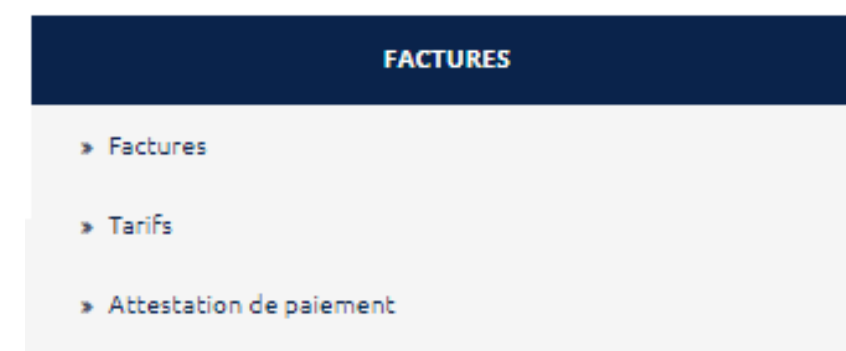 FACTURES
» Factures
» Tarifs
» Attestation de paiement